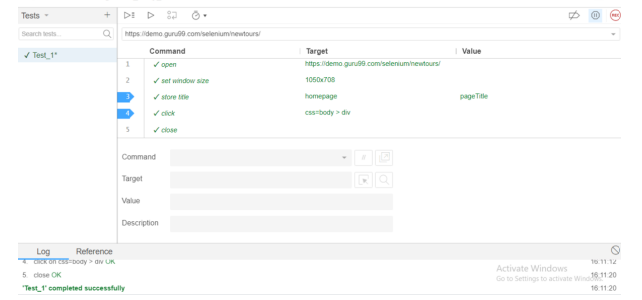 Tests
Search tests...
✓ Test_1*
REC
https://demo.guru99.com/selenium/newtours/
Command Target Value
1 ✓ open https://demo.guru99.com/selenium/newtours/
2 ✓ set window size 1050x708
3 ✓ store title homepage pageTitle
4 ✓ click css=body > div
5 ✓ close
Command
//
Target
Value
Description
Log Reference
4. click on css=body > div OK 16:11:12
5. close OK 16:11:20
'Test_1' completed successfully 16:11:20
Activate Windows
Go to Settings to activate Windows.